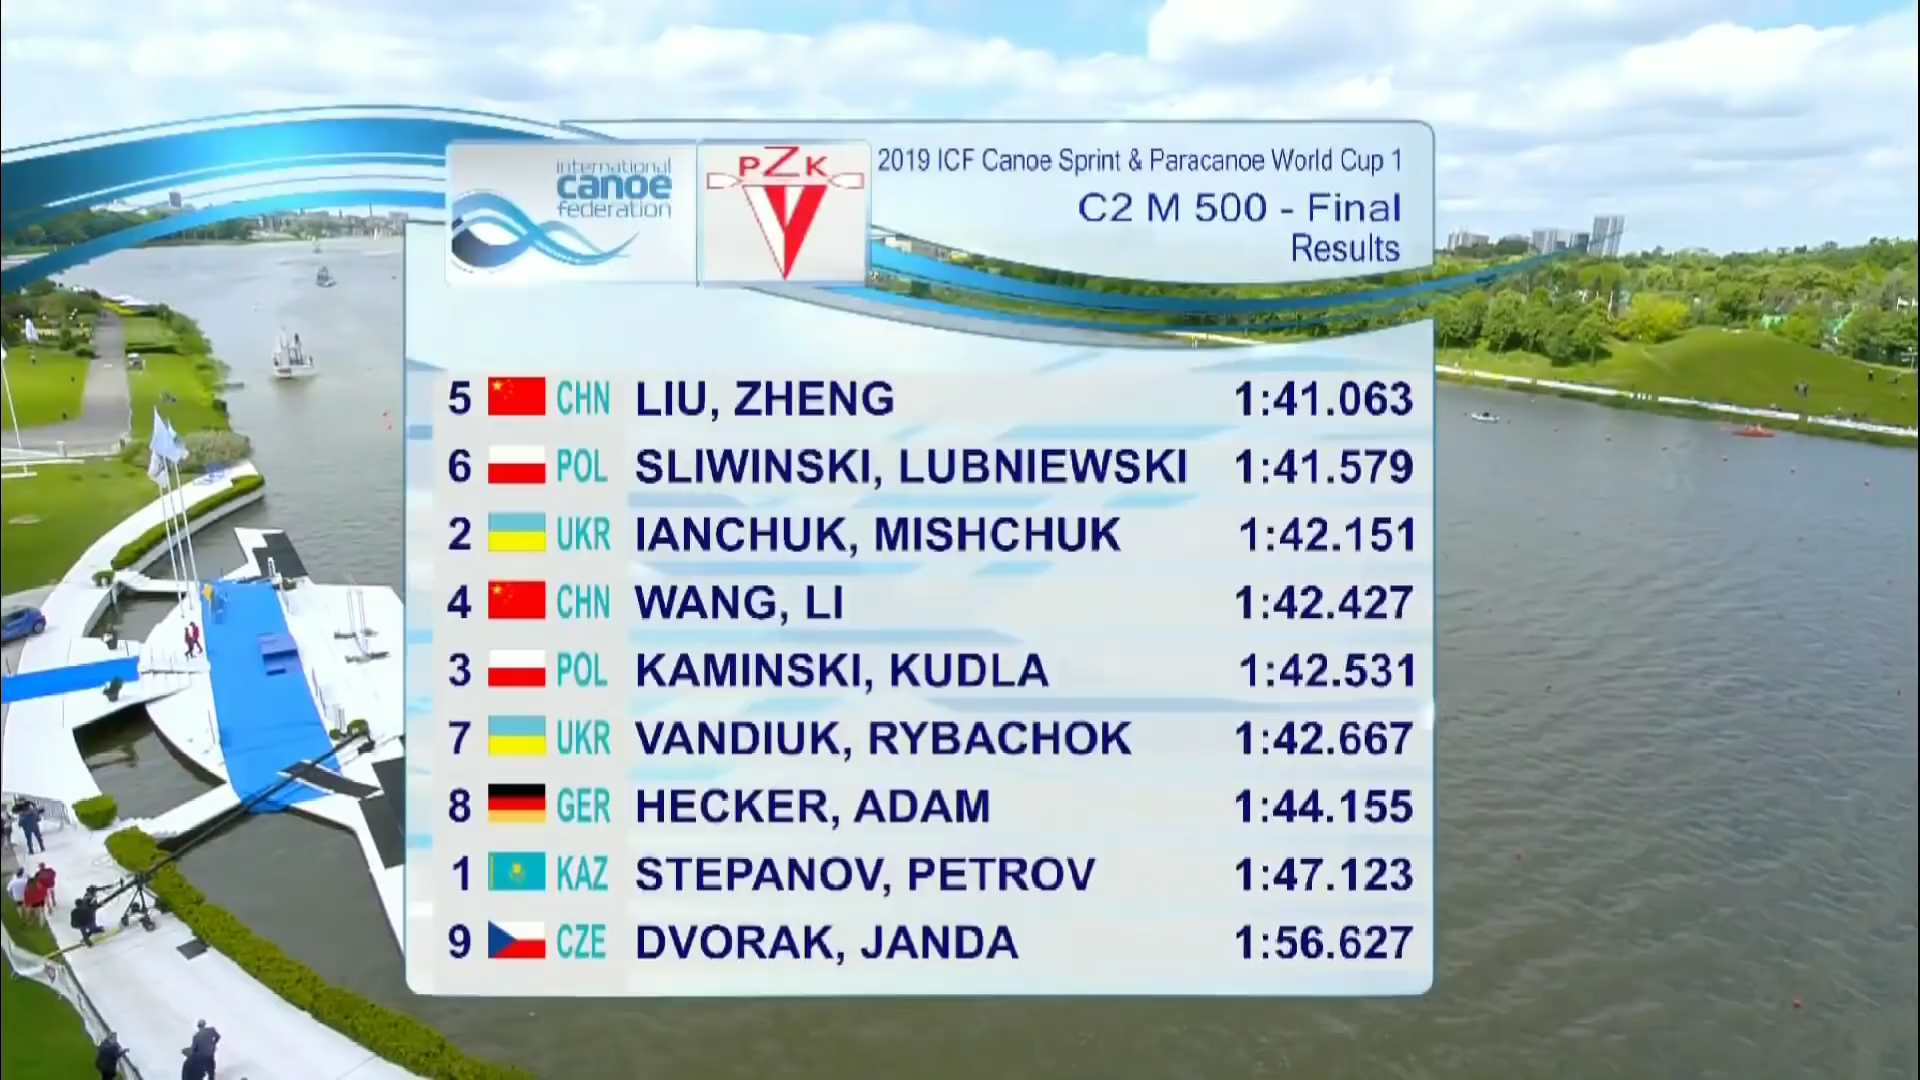 international
canoe
federation
PZK
2019 ICF Canoe Sprint & Paracanoe World Cup 1
C2 M 500 - Final
Results
5 CHN LIU, ZHENG 1:41.063
6 POL SLIWINSKI, LUBNIEWSKI 1:41.579
2 UKR IANCHUK, MISHCHUK 1:42.151
4 CHN WANG, LI 1:42.427
3 POL KAMINSKI, KUDLA 1:42.531
7 UKR VANDIUK, RYBACHOK 1:42.667
8 GER HECKER, ADAM 1:44.155
1 KAZ STEPANOV, PETROV 1:47.123
9 CZE DVORAK, JANDA 1:56.627